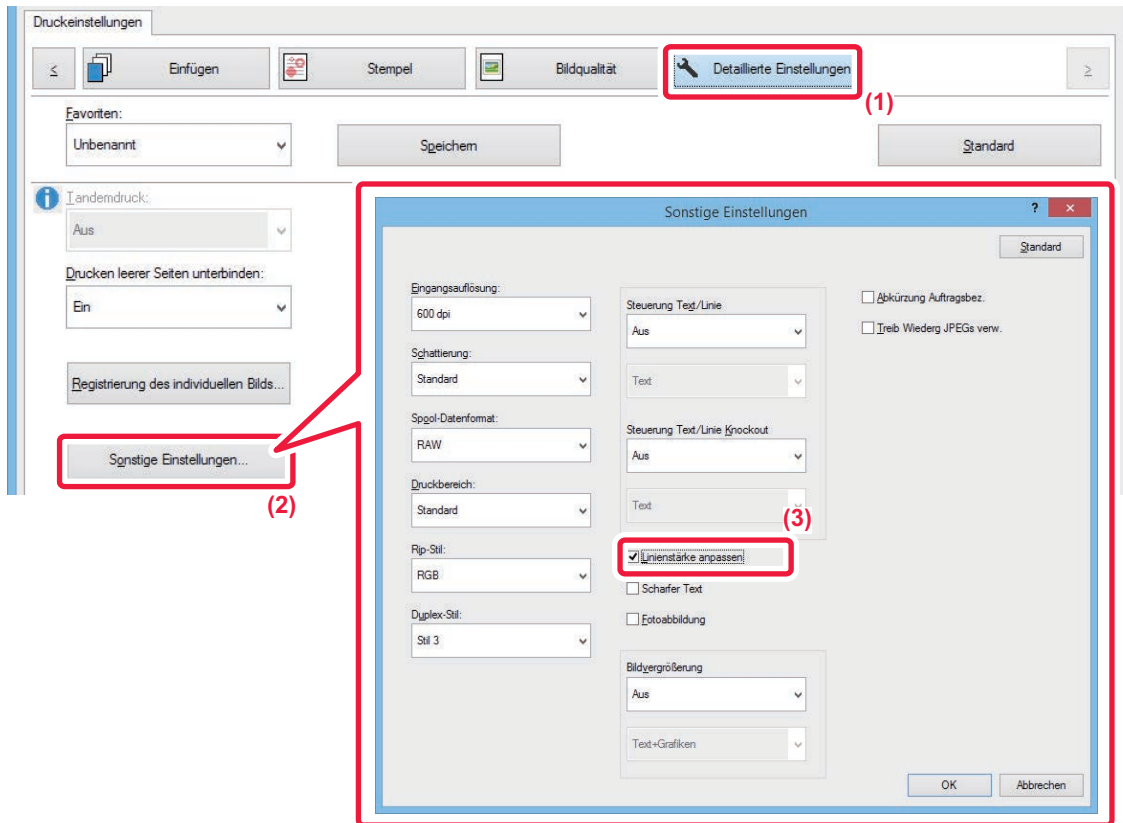 Druckeinstellungen
< Einfügen Stempel Bildqualität Detaillierte Einstellungen >
(1)
Favoriten:
Unbenannt Speichern Standard
Tandemdruck:
Aus
Drucken leerer Seiten unterbinden:
Ein
Registrierung des individuellen Bilds...
Sonstige Einstellungen...
(2)
Sonstige Einstellungen ? ×
Standard
Eingangsauflösung:
600 dpi
Schattierung:
Standard
Spool-Datenformat:
RAW
Druckbereich:
Standard
Rip-Stil:
RGB
Duplex-Stil:
Stil 3
Steuerung Text/Linie
Aus
Text
Steuerung Text/Linie Knockout
Aus
Text
(3)
Linienstärke anpassen
Scharfer Text
Fotoabbildung
Bildvergrößerung
Aus
Text+Grafiken
Abkürzung Auftragsbez.
Treib Wiederg JPEGs verw.
OK Abbrechen